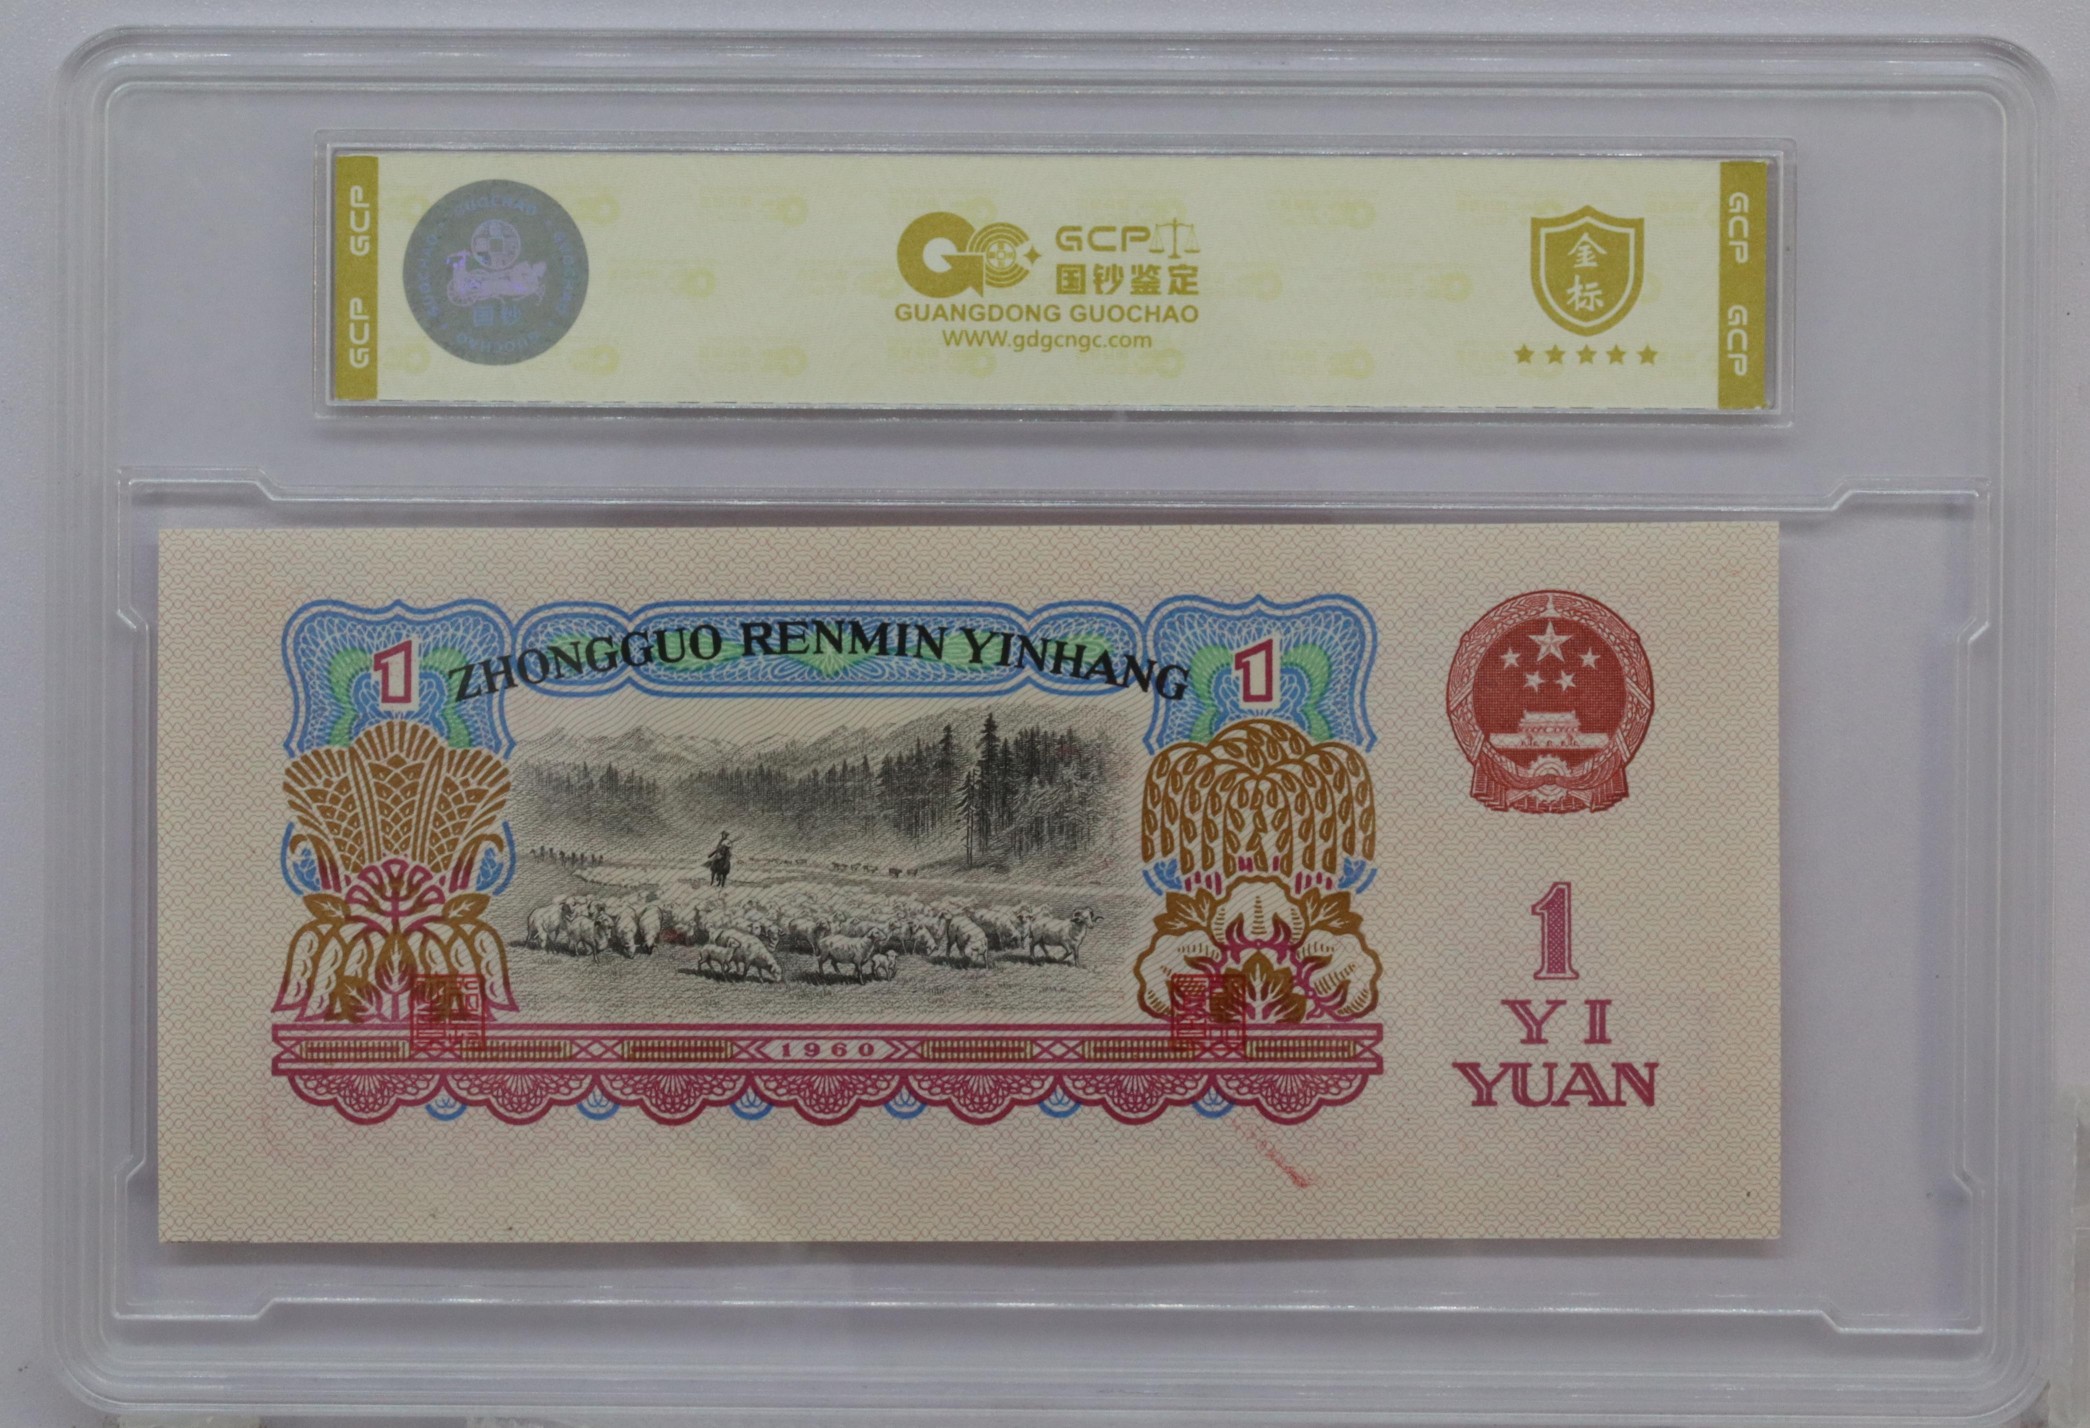 GCP
GCP
国钞
GCP
国钞鉴定
GUANGDONG GUOCHAO
WWW.gdgcngc.com
金
标
GCP
GCP
1
ZHONGGUO RENMIN YINHANG
1
1960
1
YI
YUAN